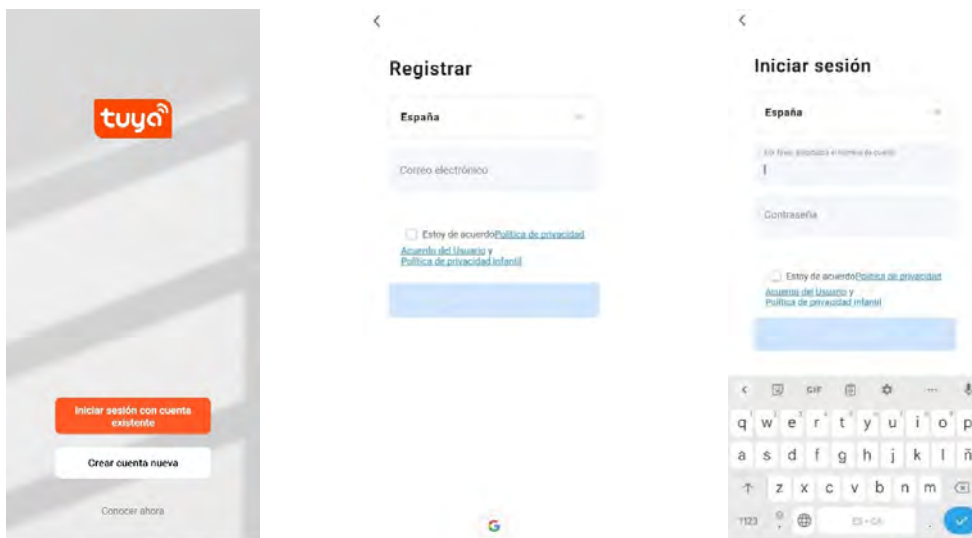 tuya
Iniciar sesión con cuenta
existente
Crear cuenta nueva
Conocer ahora
Registrar
España
Correo electrónico
Estoy de acuerdoPolítica de privacidad
Acuerdo del Usuario y
Política de privacidad infantil
G
Iniciar sesión
España
Contraseña
Estoy de acuerdoPolítica de privacidad
Acuerdo del Usuario y
Política de privacidad infantil
GIF
q w e r t y u i o p
a s d f g h j k l ñ
z x c v b n m
?123 , ES • CA .